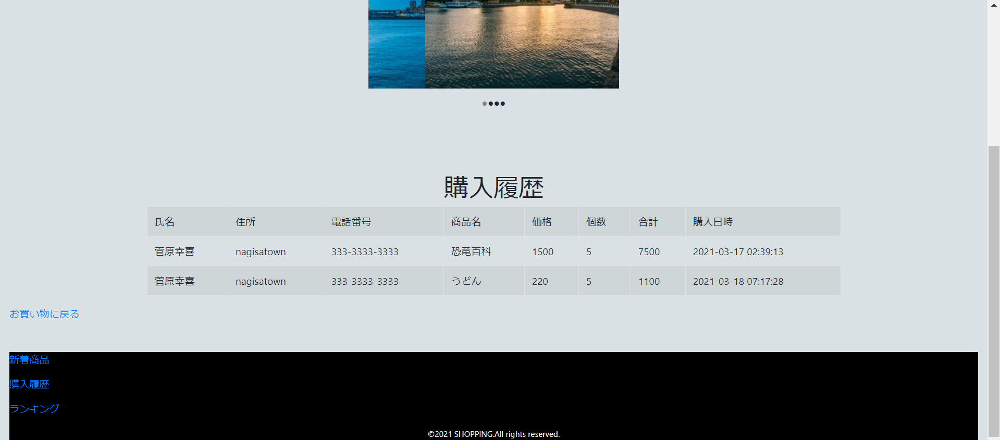 購入履歴
氏名 住所 電話番号 商品名 価格 個数 合計 購入日時
菅原幸喜 nagisatown 333-3333-3333 恐竜百科 1500 5 7500 2021-03-17 02:39:13
菅原幸喜 nagisatown 333-3333-3333 うどん 220 5 1100 2021-03-18 07:17:28
お買い物に戻る
新着商品
購入履歴
ランキング
©2021 SHOPPING.All rights reserved.